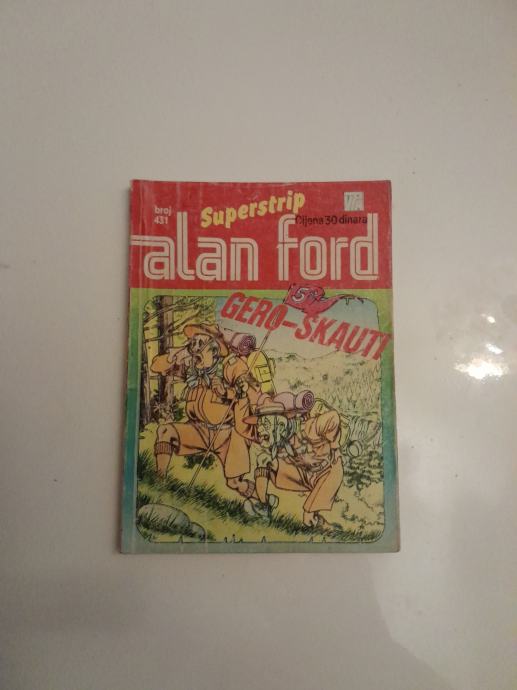 broj
431
Superstrip
Cijena 30 dinara
alan ford
GERO-SKAUTI